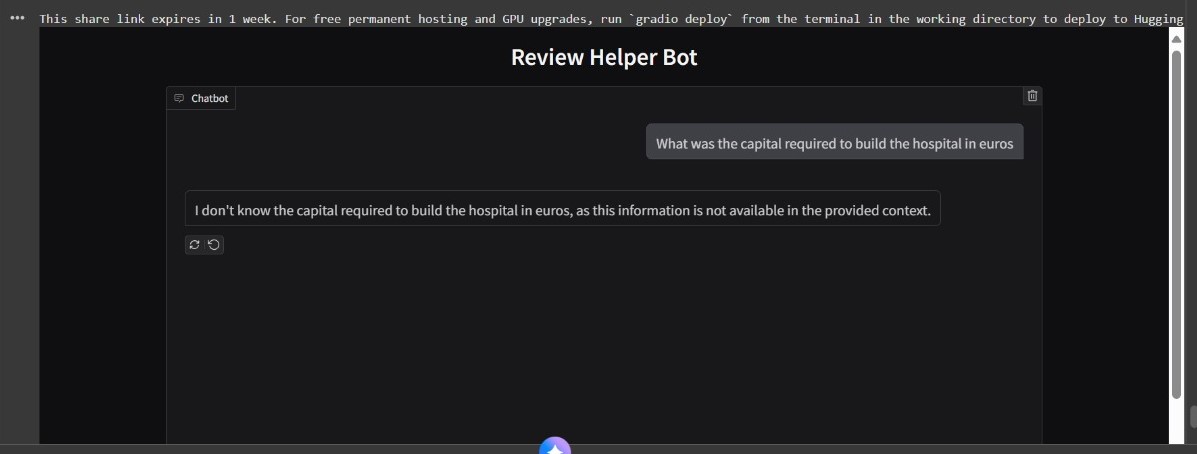 This share link expires in 1 week. For free permanent hosting and GPU upgrades, run `gradio deploy` from the terminal in the working directory to deploy to Hugging
Review Helper Bot
Chatbot
What was the capital required to build the hospital in euros
I don't know the capital required to build the hospital in euros, as this information is not available in the provided context.